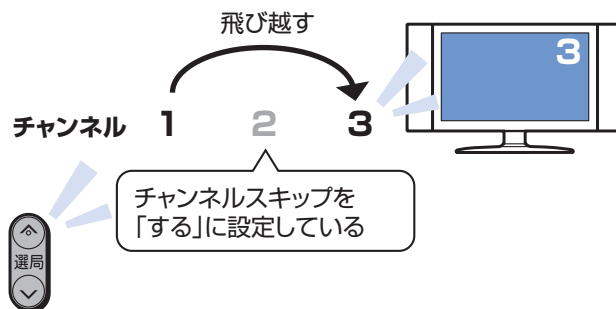 飛び越す
3
チャンネル 1 2 3
チャンネルスキップを
「する」に設定している
選局